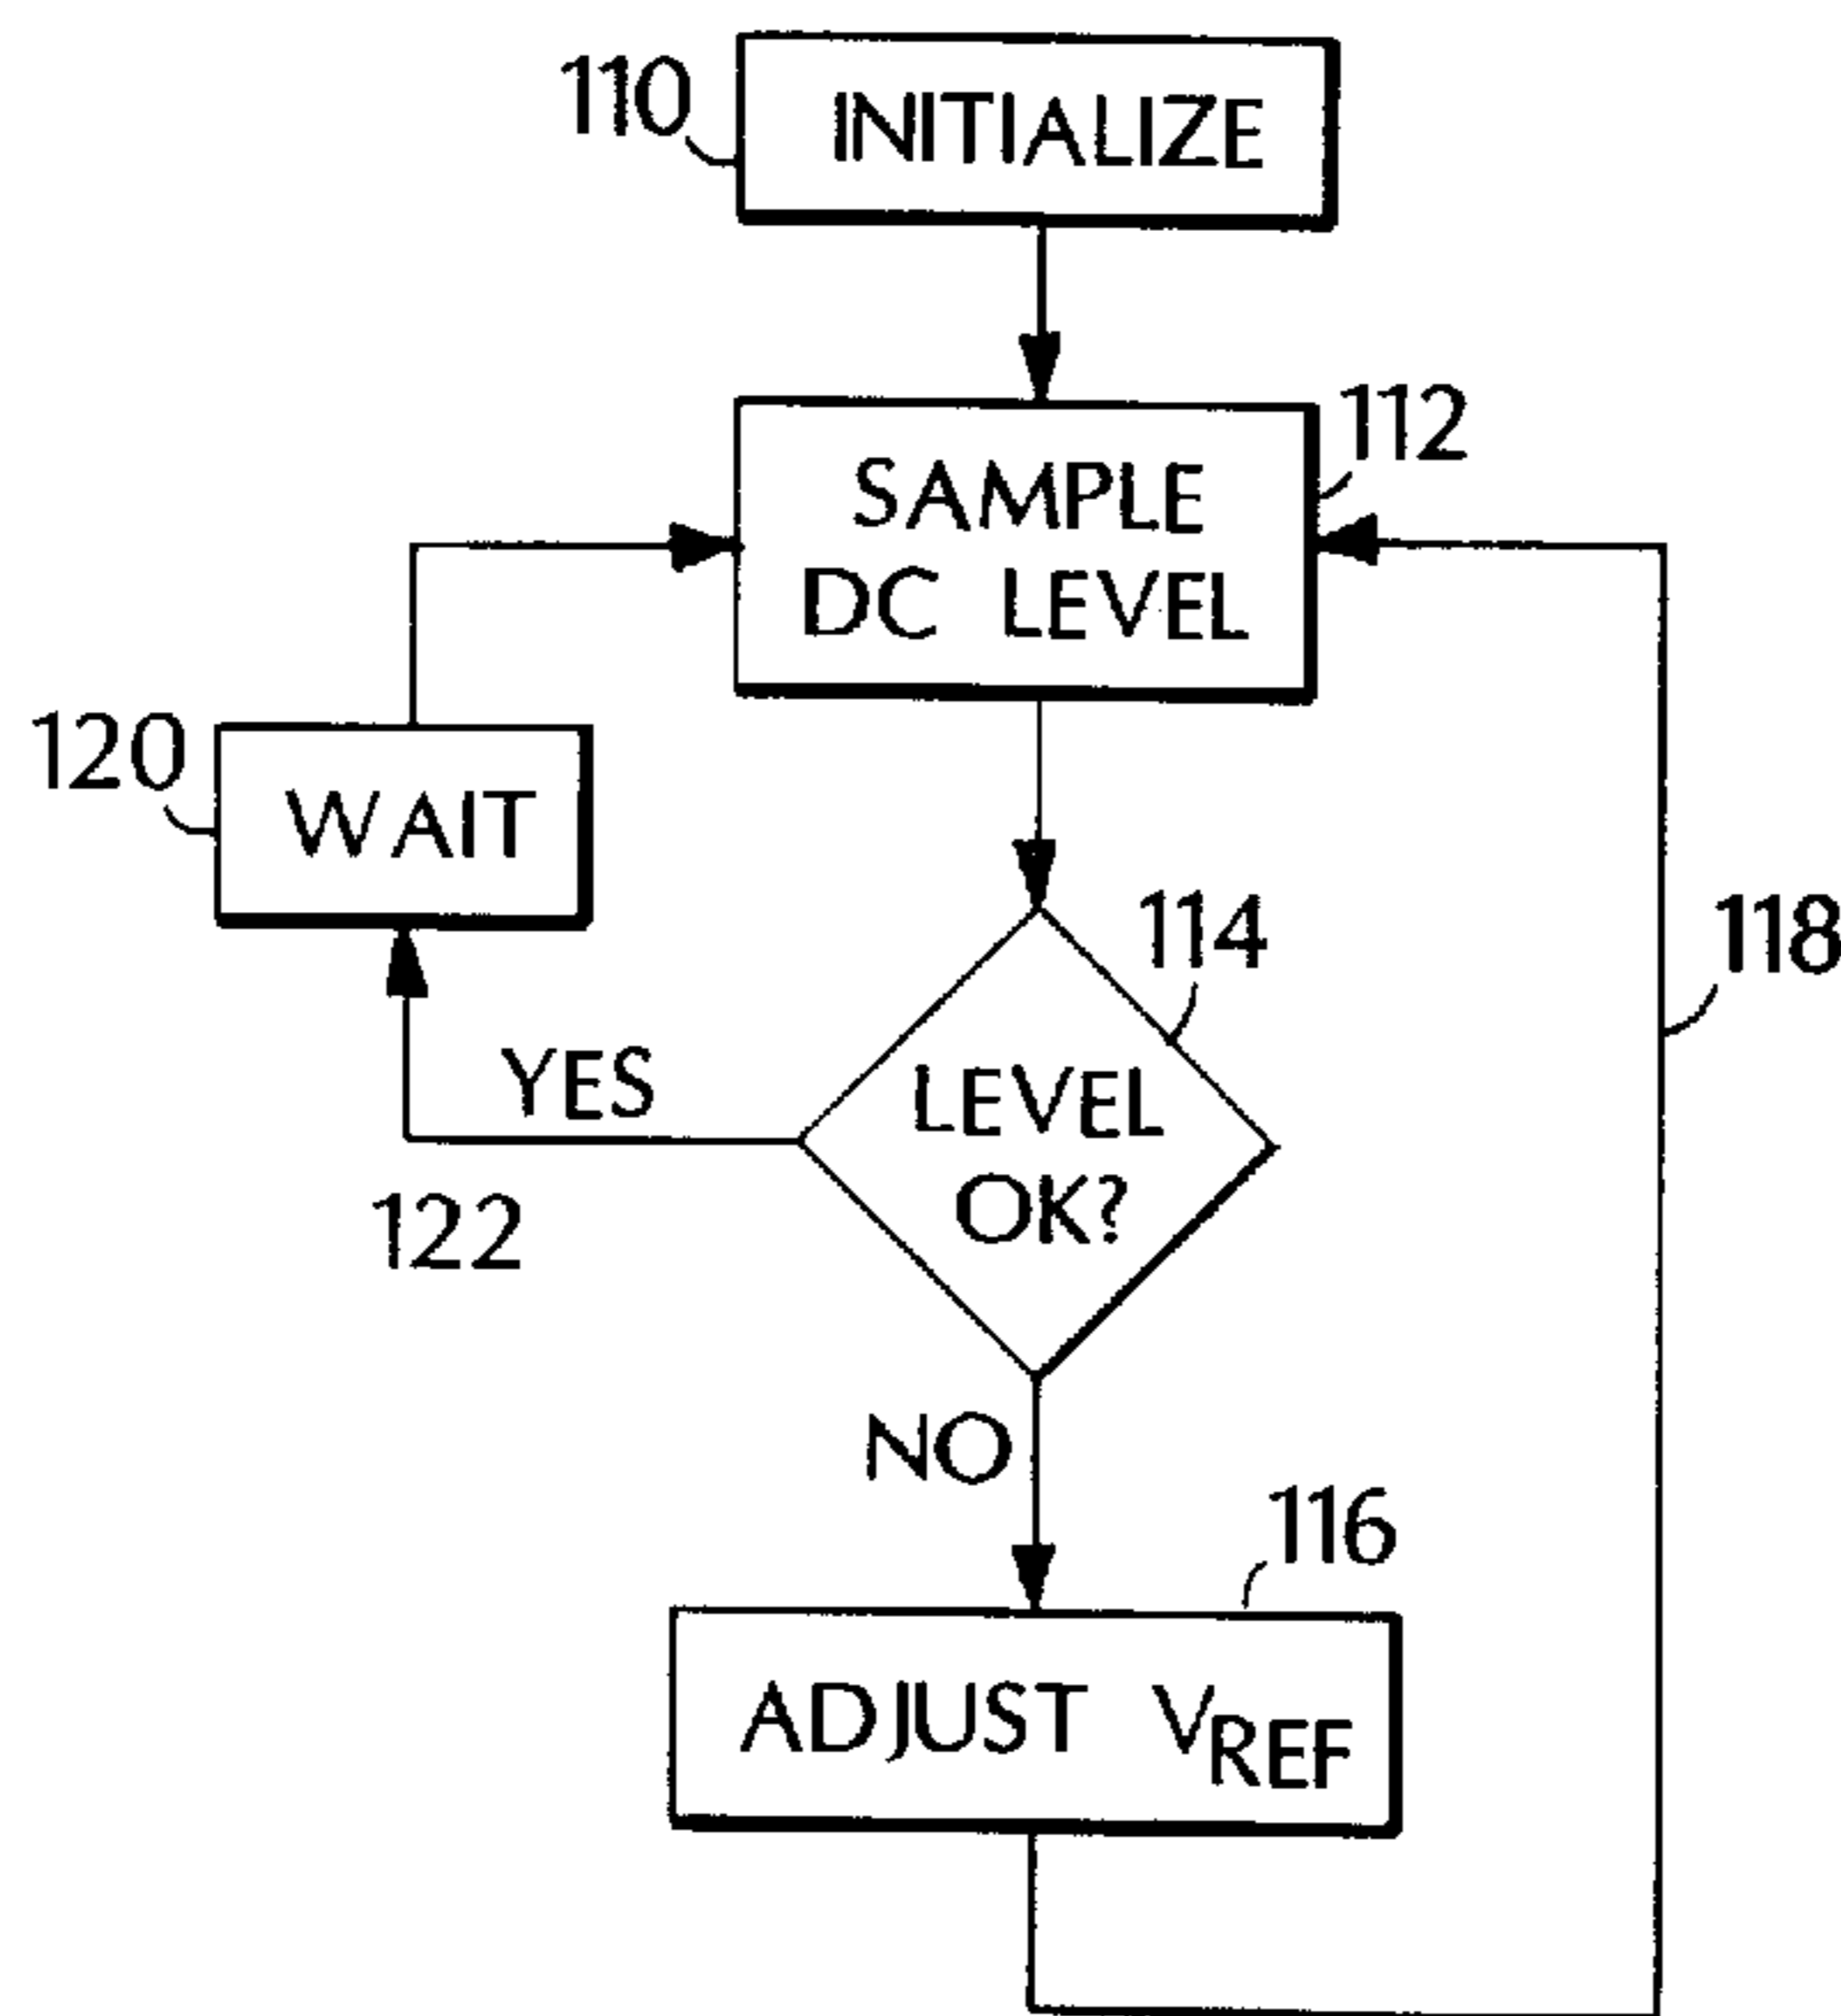 110
INITIALIZE
112
SAMPLE
DC LEVEL
120
WAIT
114
118
YES
LEVEL
OK?
122
NO
116
ADJUST VREF